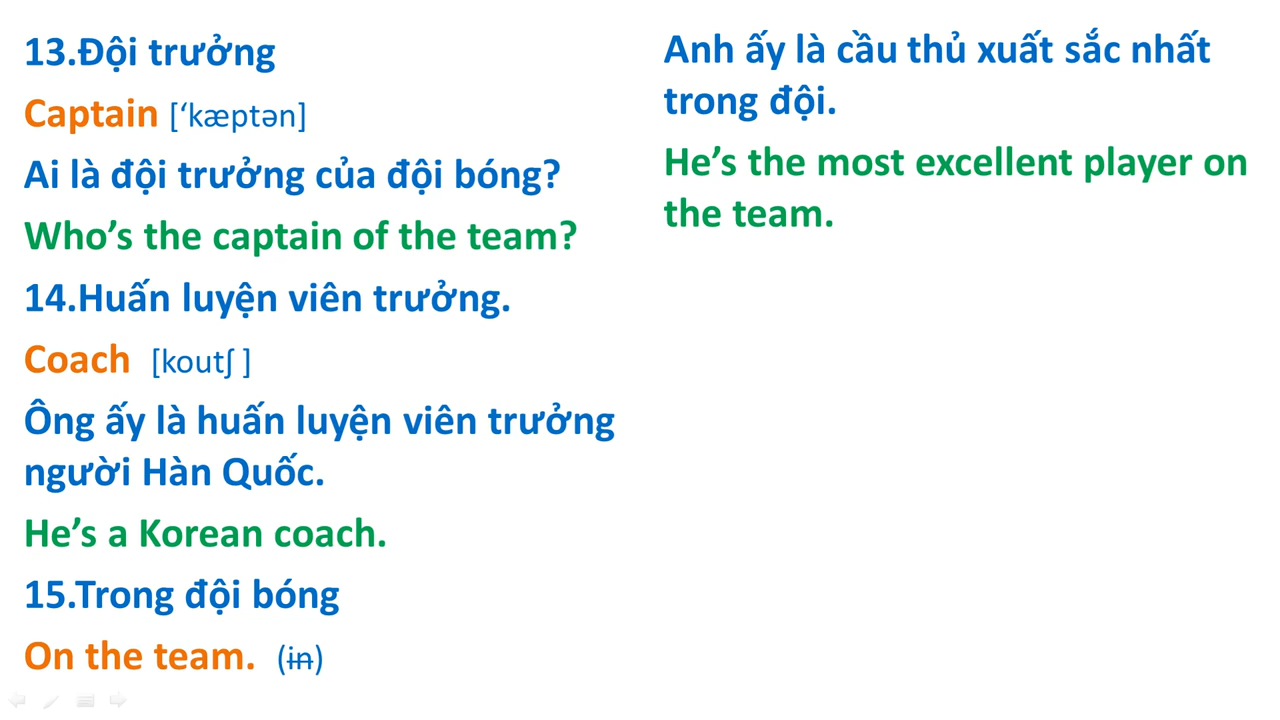 13.Đội trưởng
Captain [‘kæptən]
Ai là đội trưởng của đội bóng?
Who’s the captain of the team?
14.Huấn luyện viên trưởng.
Coach [koutʃ ]
Ông ấy là huấn luyện viên trưởng
người Hàn Quốc.
He’s a Korean coach.
15.Trong đội bóng
On the team. (in)
Anh ấy là cầu thủ xuất sắc nhất
trong đội.
He’s the most excellent player on
the team.